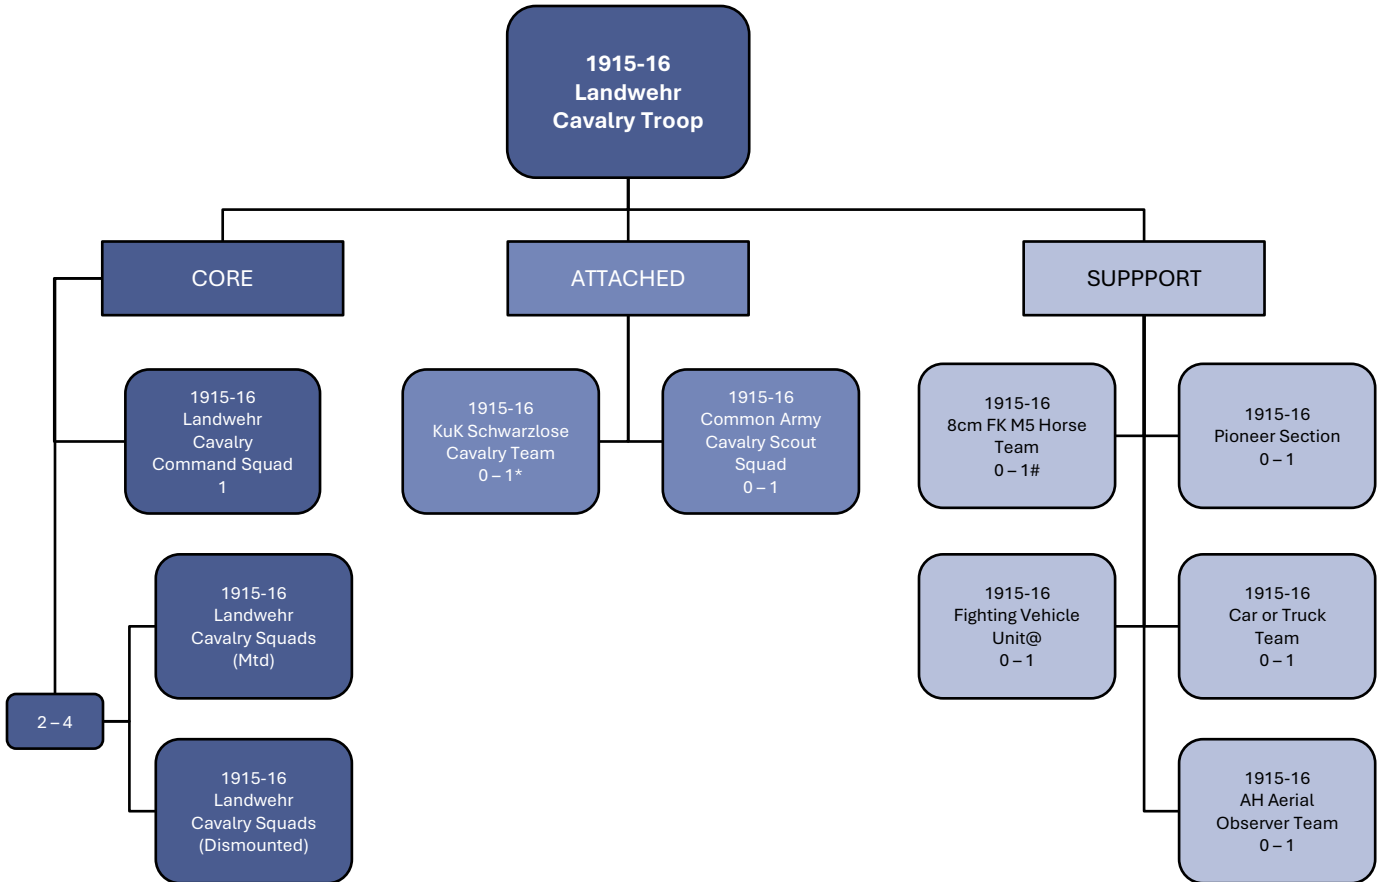 1915-16
Landwehr
Cavalry Troop
CORE
ATTACHED
SUPPPORT
1915-16
Landwehr
Cavalry
Command Squad
1
1915-16
KuK Schwarzlose
Cavalry Team
0 – 1*
1915-16
Common Army
Cavalry Scout
Squad
0 – 1
1915-16
8cm FK M5 Horse
Team
0 – 1#
1915-16
Pioneer Section
0 – 1
1915-16
Landwehr
Cavalry Squads
(Mtd)
1915-16
Fighting Vehicle
Unit@
0 – 1
1915-16
Car or Truck
Team
0 – 1
2 – 4
1915-16
Landwehr
Cavalry Squads
(Dismounted)
1915-16
AH Aerial
Observer Team
0 – 1